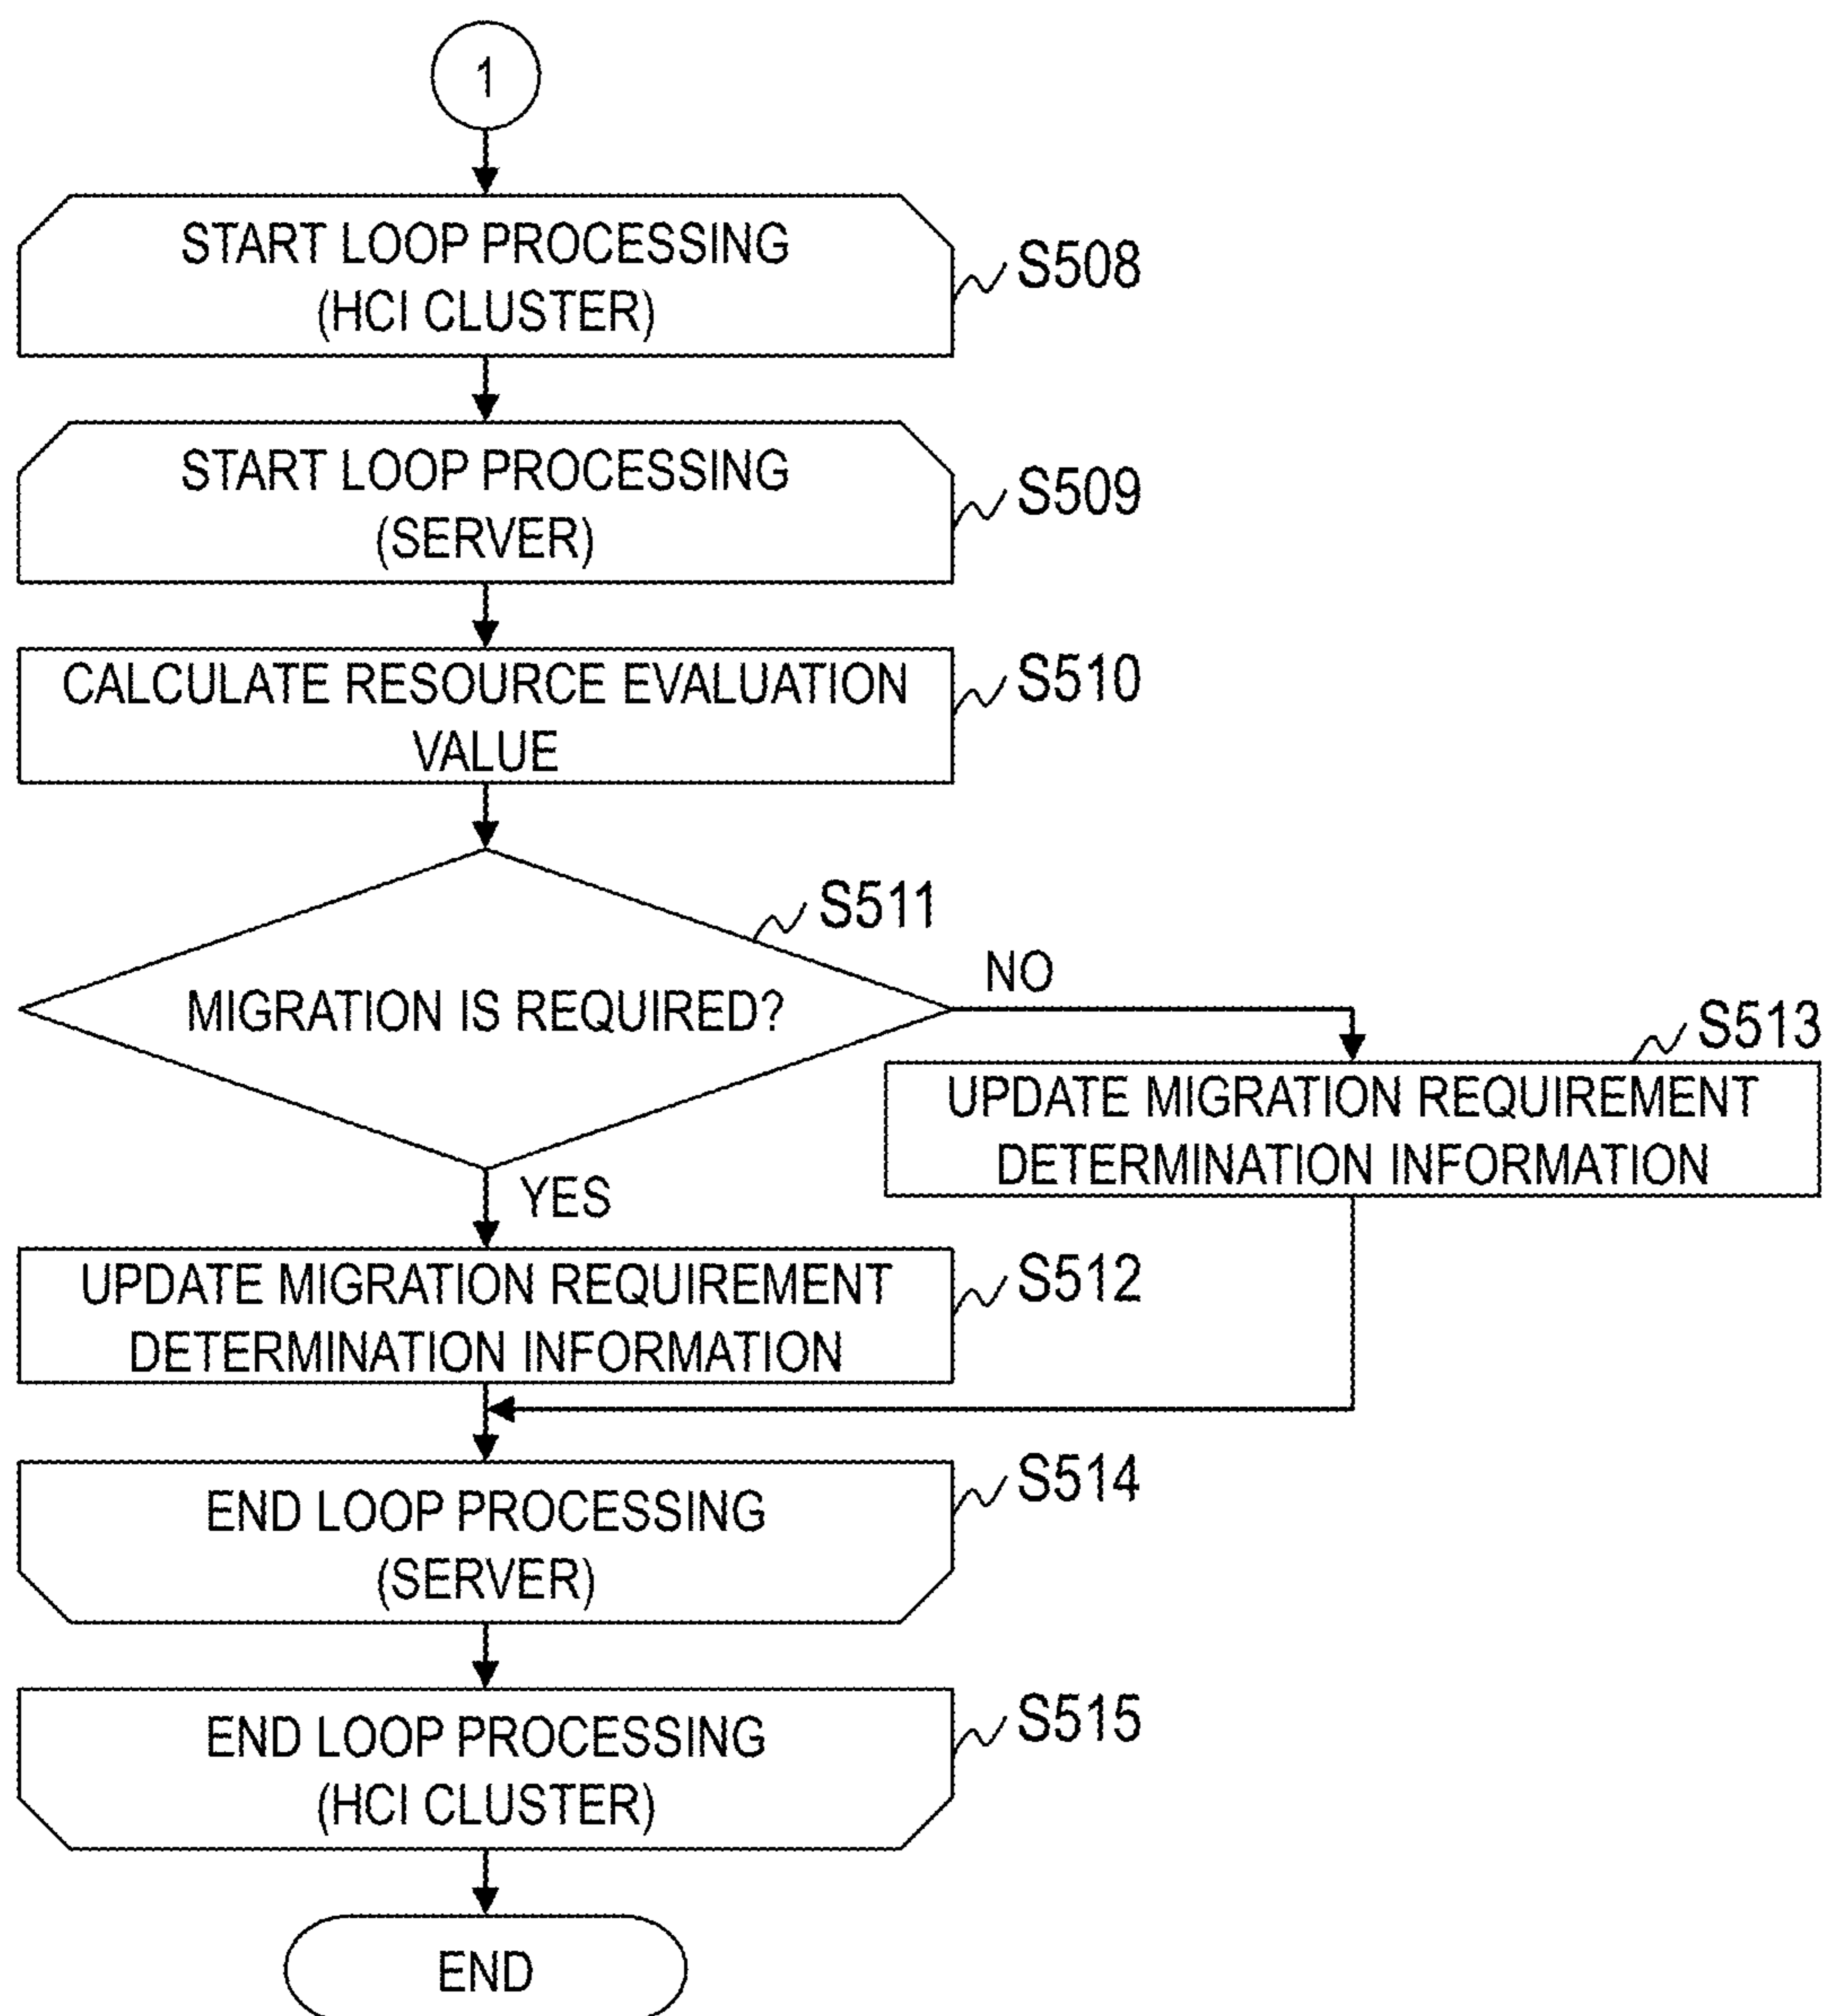 1
START LOOP PROCESSING
(HCI CLUSTER)
S508
START LOOP PROCESSING
(SERVER)
S509
CALCULATE RESOURCE EVALUATION
VALUE
S510
S511
MIGRATION IS REQUIRED?
NO
S513
UPDATE MIGRATION REQUIREMENT
DETERMINATION INFORMATION
YES
UPDATE MIGRATION REQUIREMENT
DETERMINATION INFORMATION
S512
END LOOP PROCESSING
(SERVER)
S514
END LOOP PROCESSING
(HCI CLUSTER)
S515
END